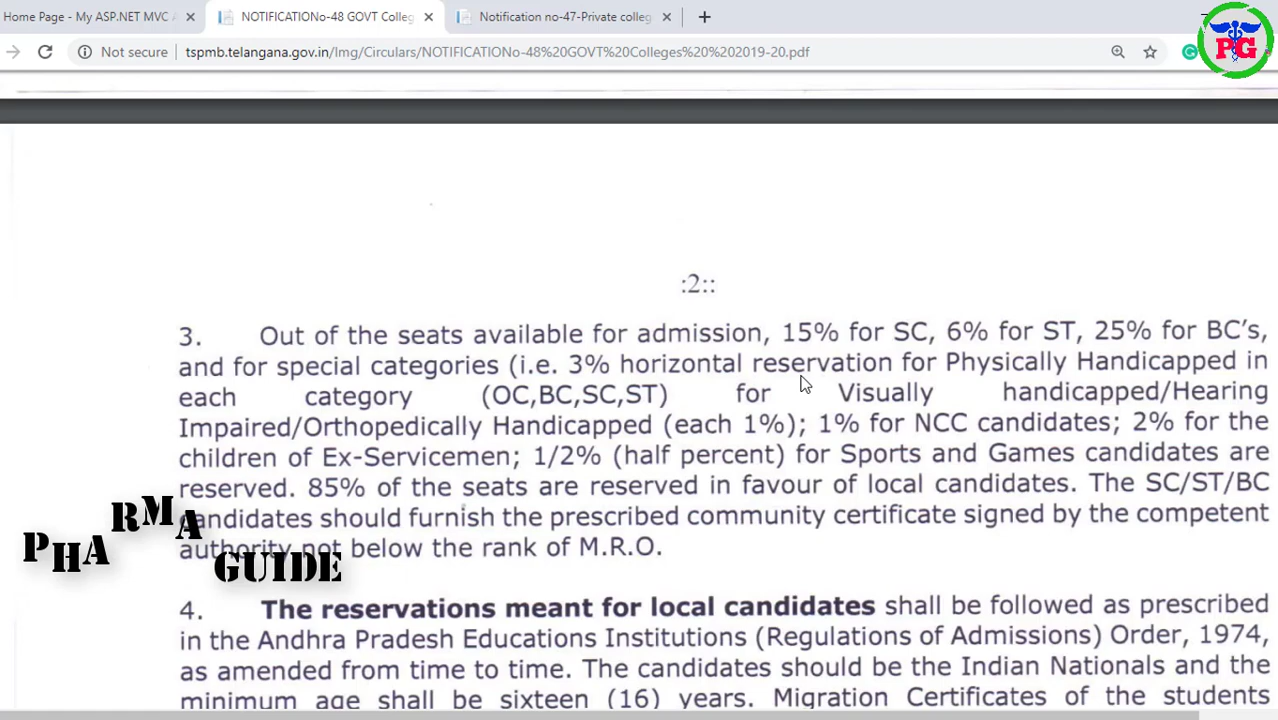 Home Page - My ASP.NET MVC A
NOTIFICATIONo-48 GOVT Colleg
Notification no-47-Private colleg
Not secure
tspmb.telangana.gov.in/Img/Circulars/NOTIFICATIONo-48%20GOVT%20Colleges%20%202019-20.pdf
PG
:2::
3. Out of the seats available for admission, 15% for SC, 6% for ST, 25% for BC's,
and for special categories (i.e. 3% horizontal reservation for Physically Handicapped in
each category (OC,BC,SC,ST) for Visually handicapped/Hearing
Impaired/Orthopedically Handicapped (each 1%); 1% for NCC candidates; 2% for the
children of Ex-Servicemen; 1/2% (half percent) for Sports and Games candidates are
reserved. 85% of the seats are reserved in favour of local candidates. The SC/ST/BC
candidates should furnish the prescribed community certificate signed by the competent
authority not below the rank of M.R.O.
PHARMA
GUIDE
4. The reservations meant for local candidates shall be followed as prescribed
in the Andhra Pradesh Educations Institutions (Regulations of Admissions) Order, 1974,
as amended from time to time. The candidates should be the Indian Nationals and the
minimum age shall be sixteen (16) years. Migration Certificates of the students